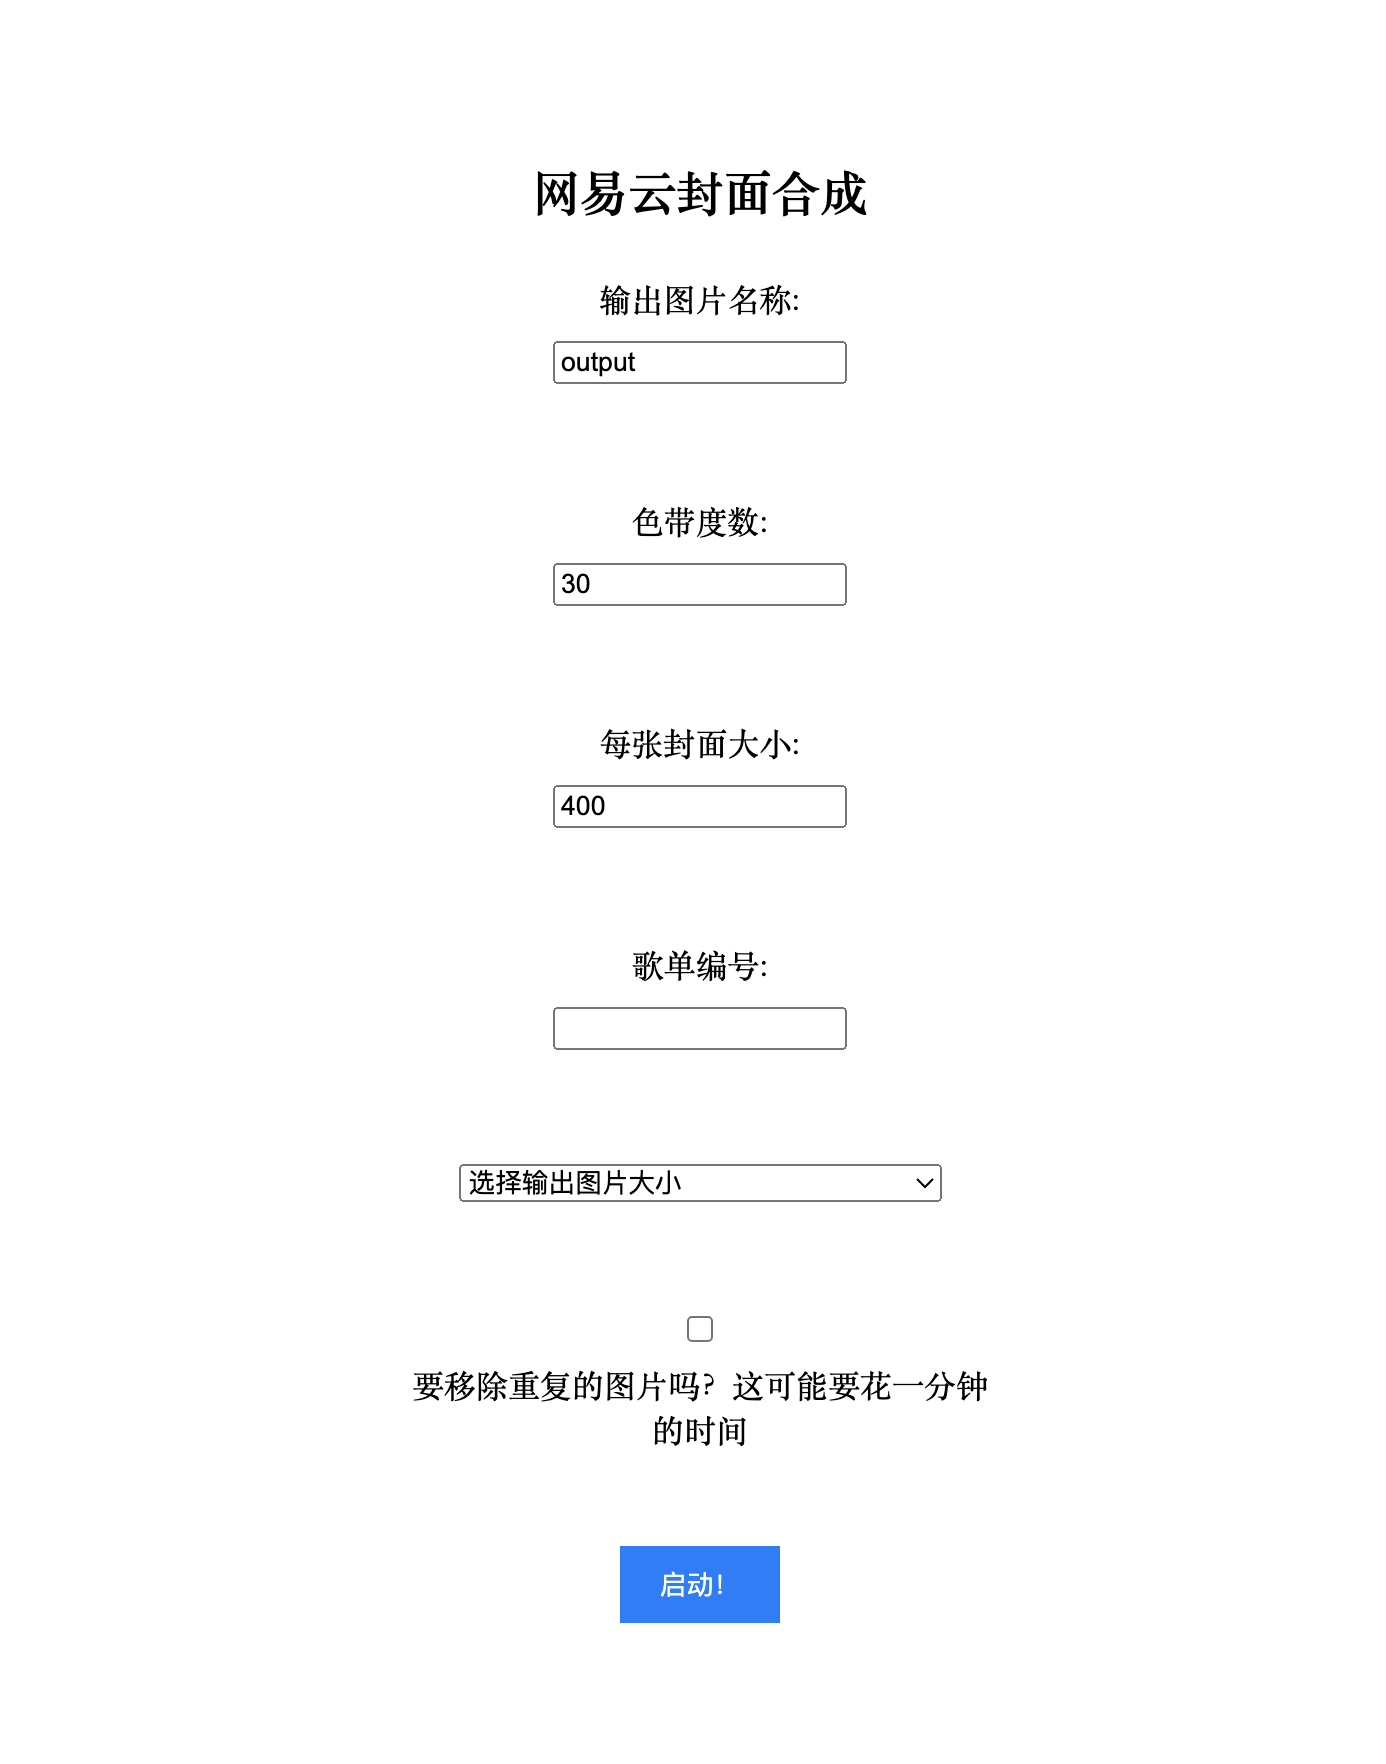 网易云封面合成
输出图片名称:
output
色带度数:
30
每张封面大小:
400
歌单编号:
选择输出图片大小
要移除重复的图片吗？这可能要花一分钟
的时间
启动！